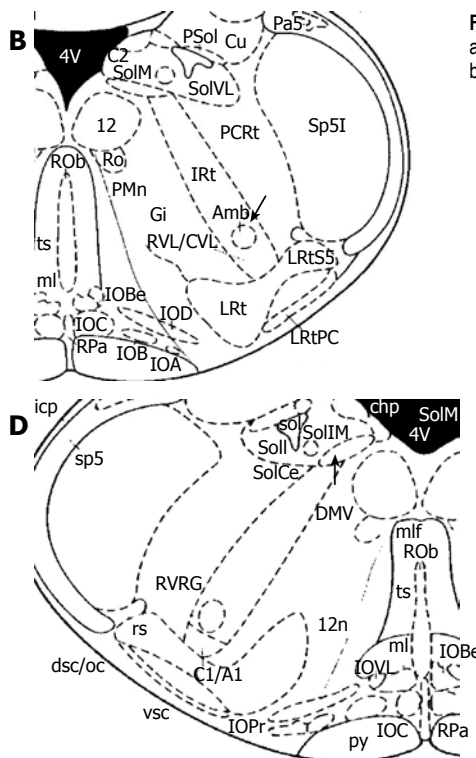 B
4V
C2
PSol
Cu
Pa5
F
a
b
SolM
SolVL
12
PCRt
Sp5I
ROb
Ro
IRt
PMn
Amb
Gi
ts
RVL/CVL
LRtS5
ml
IOBe
IOD
LRt
IOC
RPa
IOB
LRtPC
IOA
icp
chp
SolM
D
sol
SolIM
4V
sp5
SolI
SolCe
DMV
mlf
ROb
RVRG
ts
rs
12n
ml
IOBe
dsc/oc
C1/A1
IOVL
vsc
IOPr
IOC
RPa
py